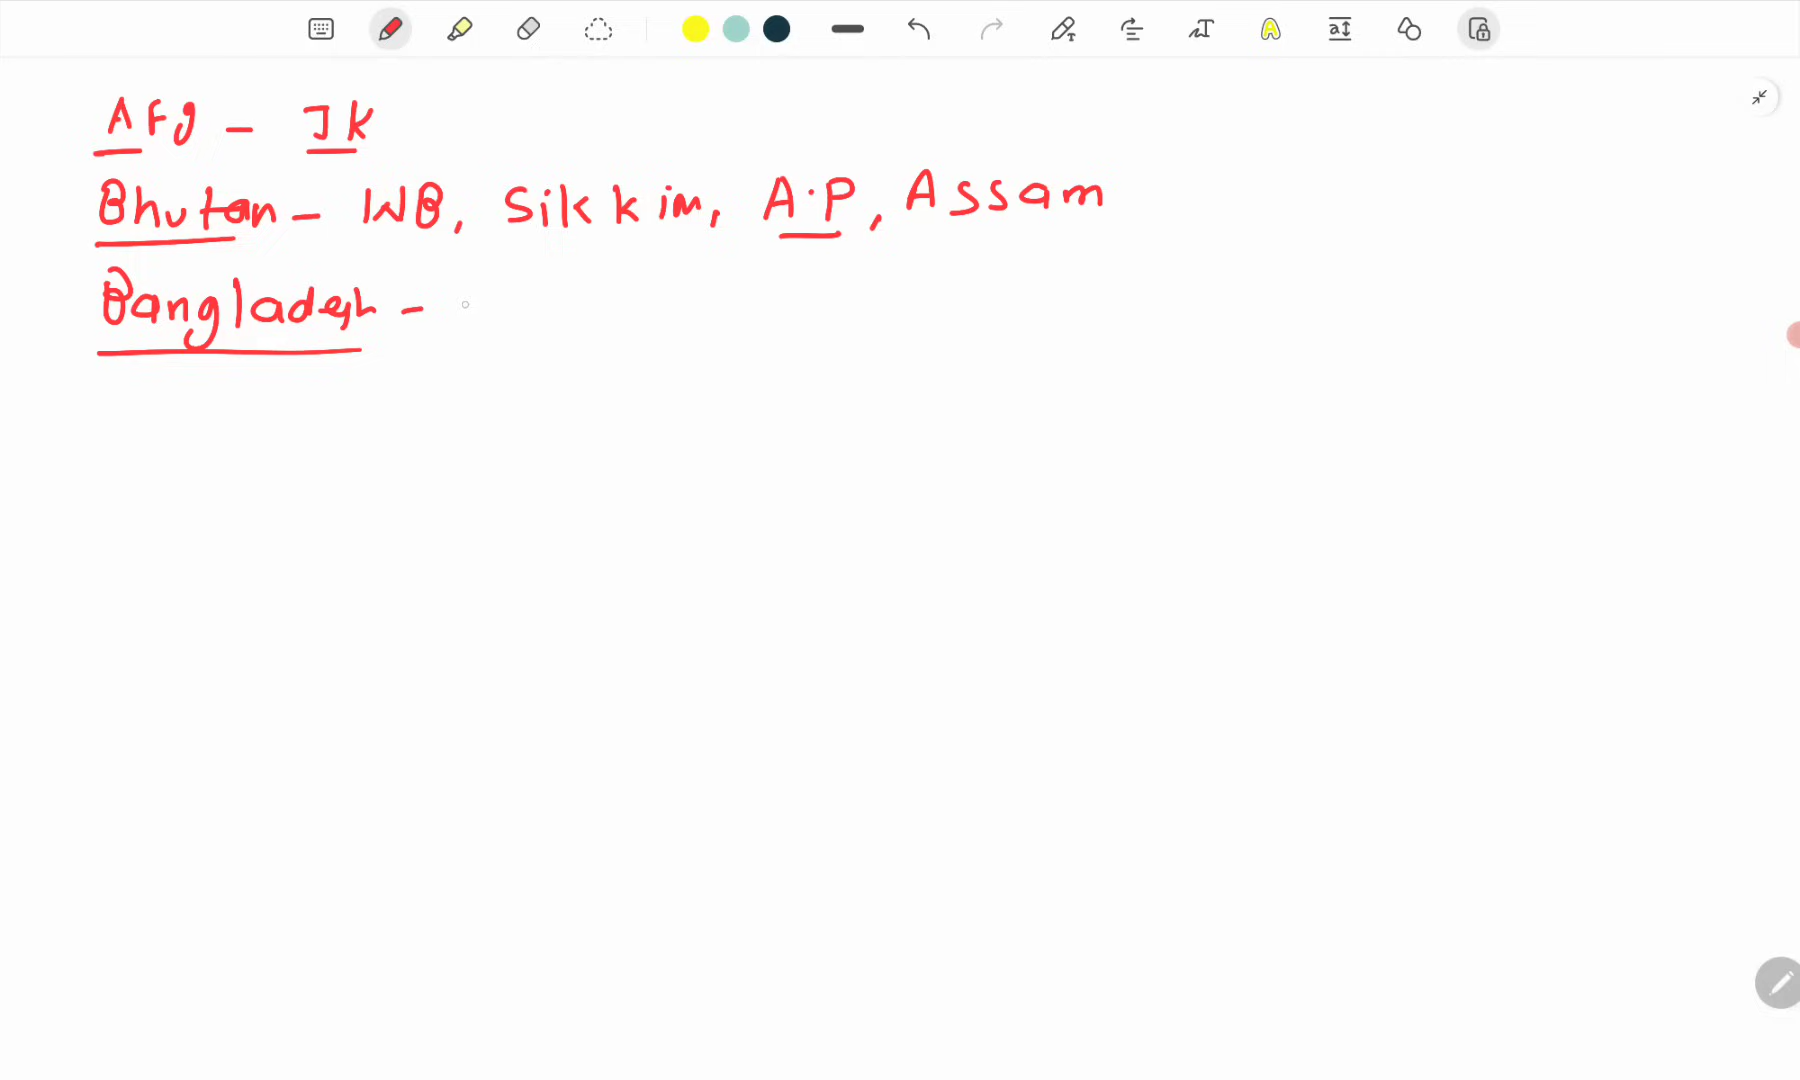 Afg - JK
Bhutan - WB, Sikkim, A.P, Assam
Bangladesh -